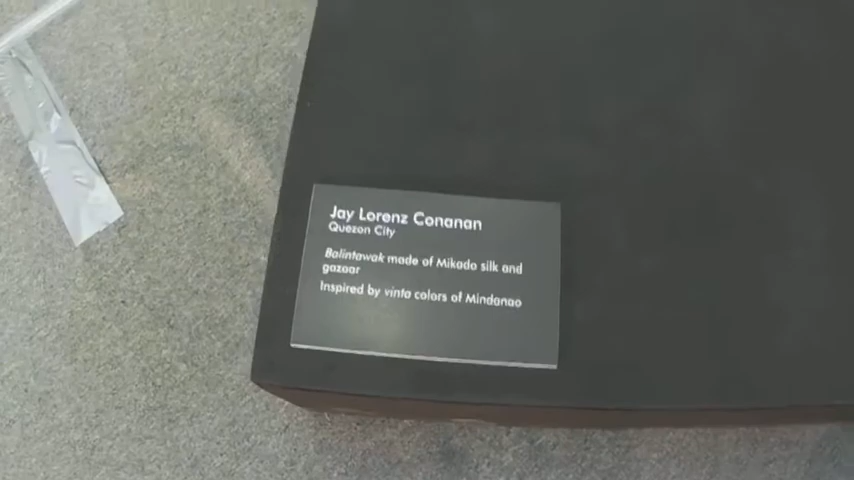 Jay Lorenz Conanan
Quezon City
Balintawak made of Mikado silk and
gazaar
Inspired by vinta colors of Mindanao